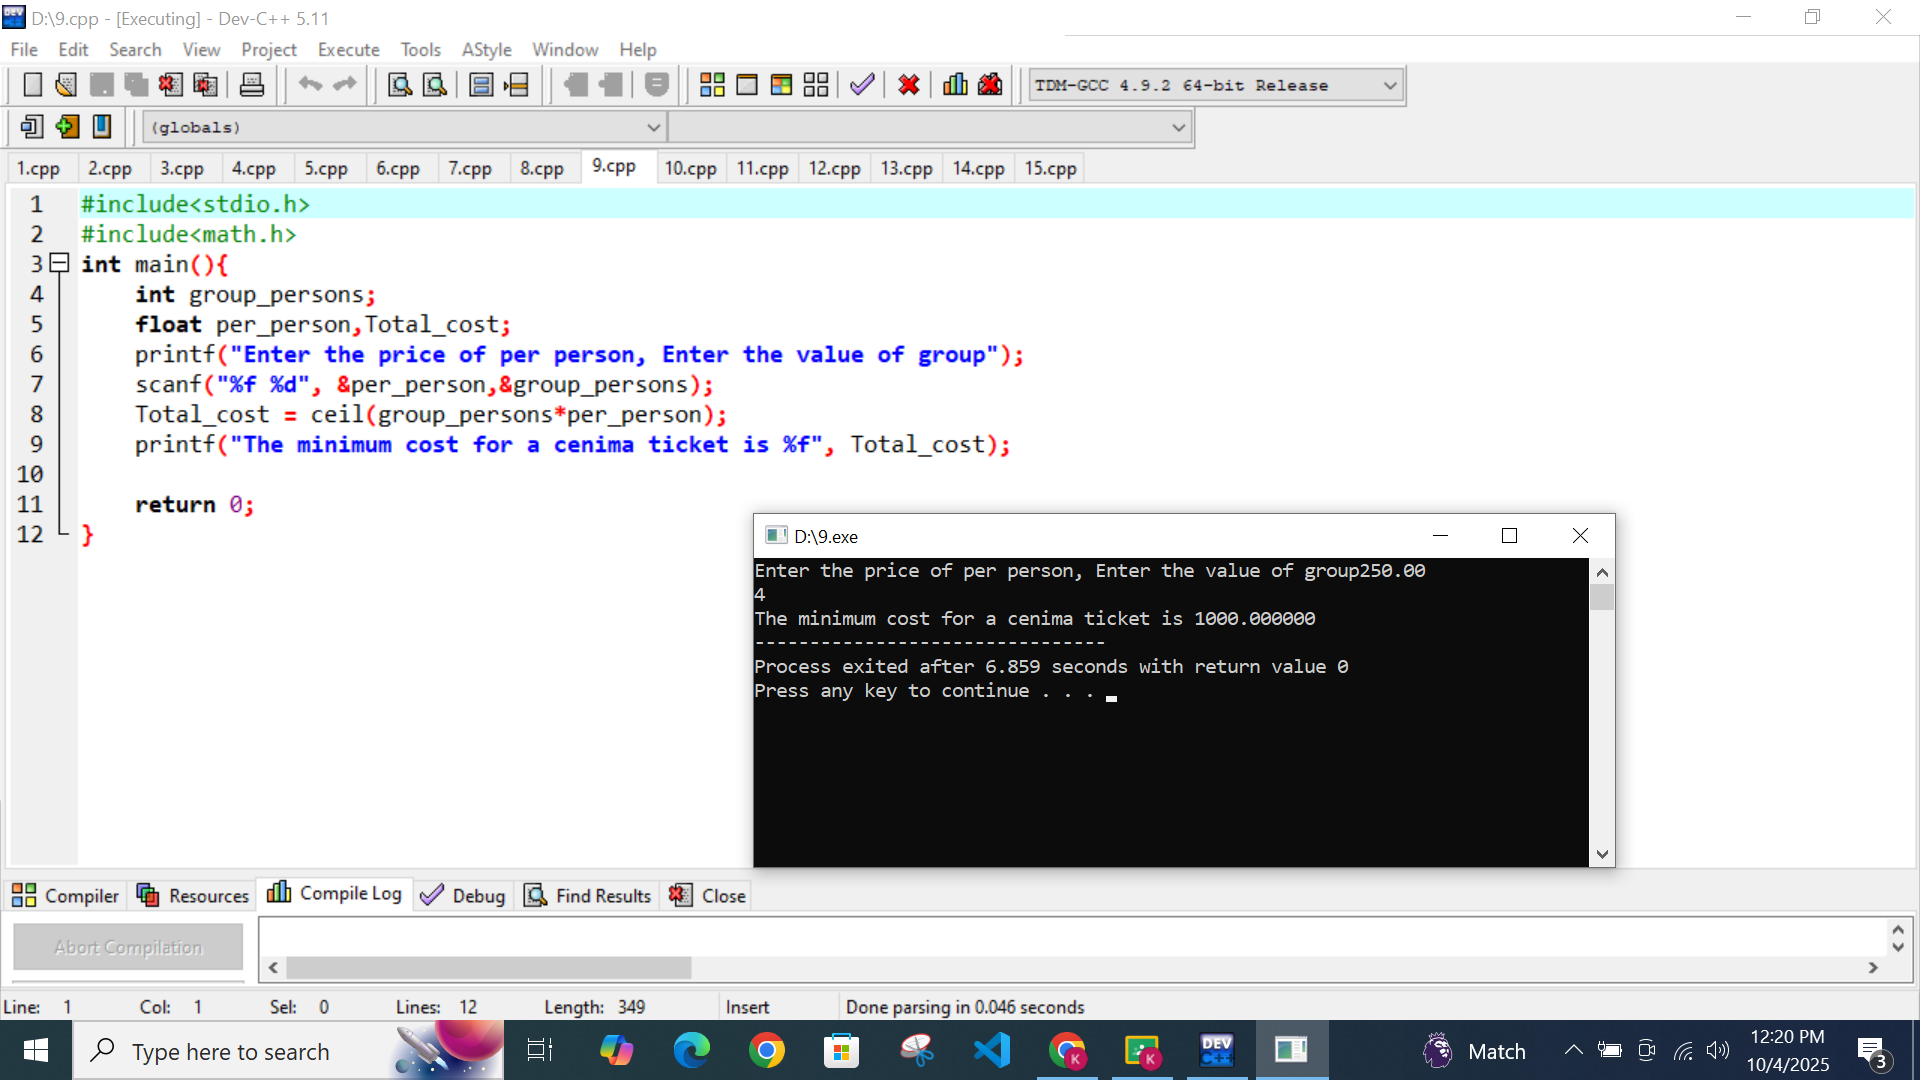 D:\9.cpp - [Executing] - Dev-C++ 5.11
File Edit Search View Project Execute Tools AStyle Window Help
TDM-GCC 4.9.2 64-bit Release
(globals)
1.cpp 2.cpp 3.cpp 4.cpp 5.cpp 6.cpp 7.cpp 8.cpp 9.cpp 10.cpp 11.cpp 12.cpp 13.cpp 14.cpp 15.cpp
1 #include<stdio.h>
2 #include<math.h>
3 int main(){
4 int group_persons;
5 float per_person,Total_cost;
6 printf("Enter the price of per person, Enter the value of group");
7 scanf("%f %d", &per_person,&group_persons);
8 Total_cost = ceil(group_persons*per_person);
9 printf("The minimum cost for a cenima ticket is %f", Total_cost);
10
11 return 0;
12 }
D:\9.exe
Enter the price of per person, Enter the value of group250.00
4
The minimum cost for a cenima ticket is 1000.000000
--------------------------------
Process exited after 6.859 seconds with return value 0
Press any key to continue . . .
Compiler Resources Compile Log Debug Find Results Close
Abort Compilation
Line: 1 Col: 1 Sel: 0 Lines: 12 Length: 349 Insert Done parsing in 0.046 seconds
Type here to search
DEV C++
K
K
Match
12:20 PM
10/4/2025
3